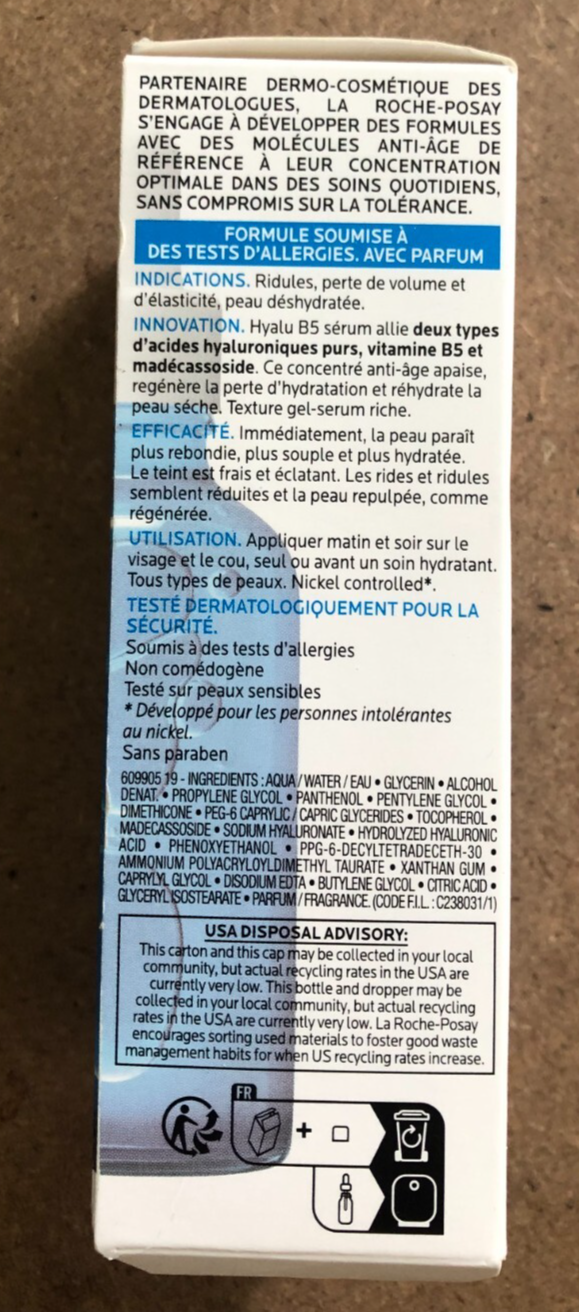 PARTENAIRE DERMO-COSMÉTIQUE DES
DERMATOLOGUES, LA ROCHE-POSAY
S'ENGAGE À DÉVELOPPER DES FORMULES
AVEC DES MOLÉCULES ANTI-ÂGE DE
RÉFÉRENCE À LEUR CONCENTRATION
OPTIMALE DANS DES SOINS QUOTIDIENS,
SANS COMPROMIS SUR LA TOLÉRANCE.
FORMULE SOUMISE À
DES TESTS D'ALLERGIES. AVEC PARFUM
INDICATIONS. Ridules, perte de volume et
d'élasticité, peau déshydratée.
INNOVATION. Hyalu B5 sérum allie deux types
d'acides hyaluroniques purs, vitamine B5 et
madécassoside. Ce concentré anti-âge apaise,
regénère la perte d'hydratation et réhydrate la
peau séche. Texture gel-serum riche.
EFFICACITÉ. Immédiatement, la peau paraît
plus rebondie, plus souple et plus hydratée.
Le teint est frais et éclatant. Les rides et ridules
semblent réduites et la peau repulpée, comme
régénérée.
UTILISATION. Appliquer matin et soir sur le
visage et le cou, seul ou avant un soin hydratant.
Tous types de peaux. Nickel controlled*.
TESTÉ DERMATOLOGIQUEMENT POUR LA
SÉCURITÉ.
Soumis à des tests d'allergies
Non comédogène
Testé sur peaux sensibles
* Développé pour les personnes intolérantes
au nickel.
Sans paraben
609905 19 - INGREDIENTS : AQUA / WATER / EAU • GLYCERIN • ALCOHOL
DENAT. • PROPYLENE GLYCOL • PANTHENOL • PENTYLENE GLYCOL •
DIMETHICONE • PEG-6 CAPRYLIC / CAPRIC GLYCERIDES • TOCOPHEROL •
MADECASSOSIDE • SODIUM HYALURONATE • HYDROLYZED HYALURONIC
ACID • PHENOXYETHANOL • PPG-6-DECYLTETRADECETH-30 •
AMMONIUM POLYACRYLOYLDIMETHYL TAURATE • XANTHAN GUM •
CAPRYLYL GLYCOL • DISODIUM EDTA • BUTYLENE GLYCOL • CITRIC ACID •
GLYCERYL ISOSTEARATE • PARFUM / FRAGRANCE. (CODE F.I.L. : C238031/1)
USA DISPOSAL ADVISORY:
This carton and this cap may be collected in your local
community, but actual recycling rates in the USA are
currently very low. This bottle and dropper may be
collected in your local community, but actual recycling
rates in the USA are currently very low. La Roche-Posay
encourages sorting used materials to foster good waste
management habits for when US recycling rates increase.
FR
+